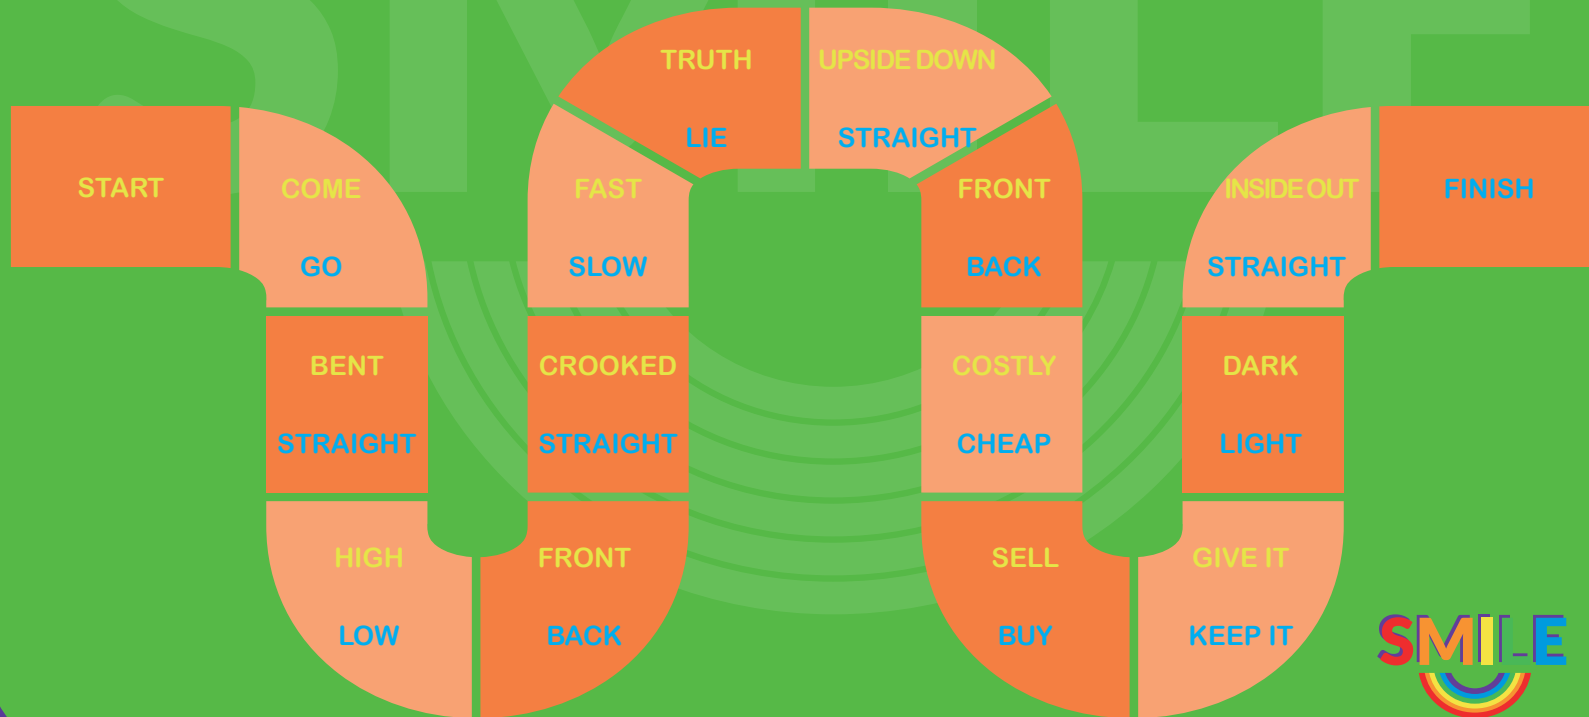 START
COME
GO
BENT
STRAIGHT
HIGH
LOW
FRONT
BACK
CROOKED
STRAIGHT
FAST
SLOW
TRUTH
LIE
UPSIDE DOWN
STRAIGHT
FRONT
BACK
COSTLY
CHEAP
SELL
BUY
GIVE IT
KEEP IT
DARK
LIGHT
INSIDE OUT
STRAIGHT
FINISH
SMILE
SMILE